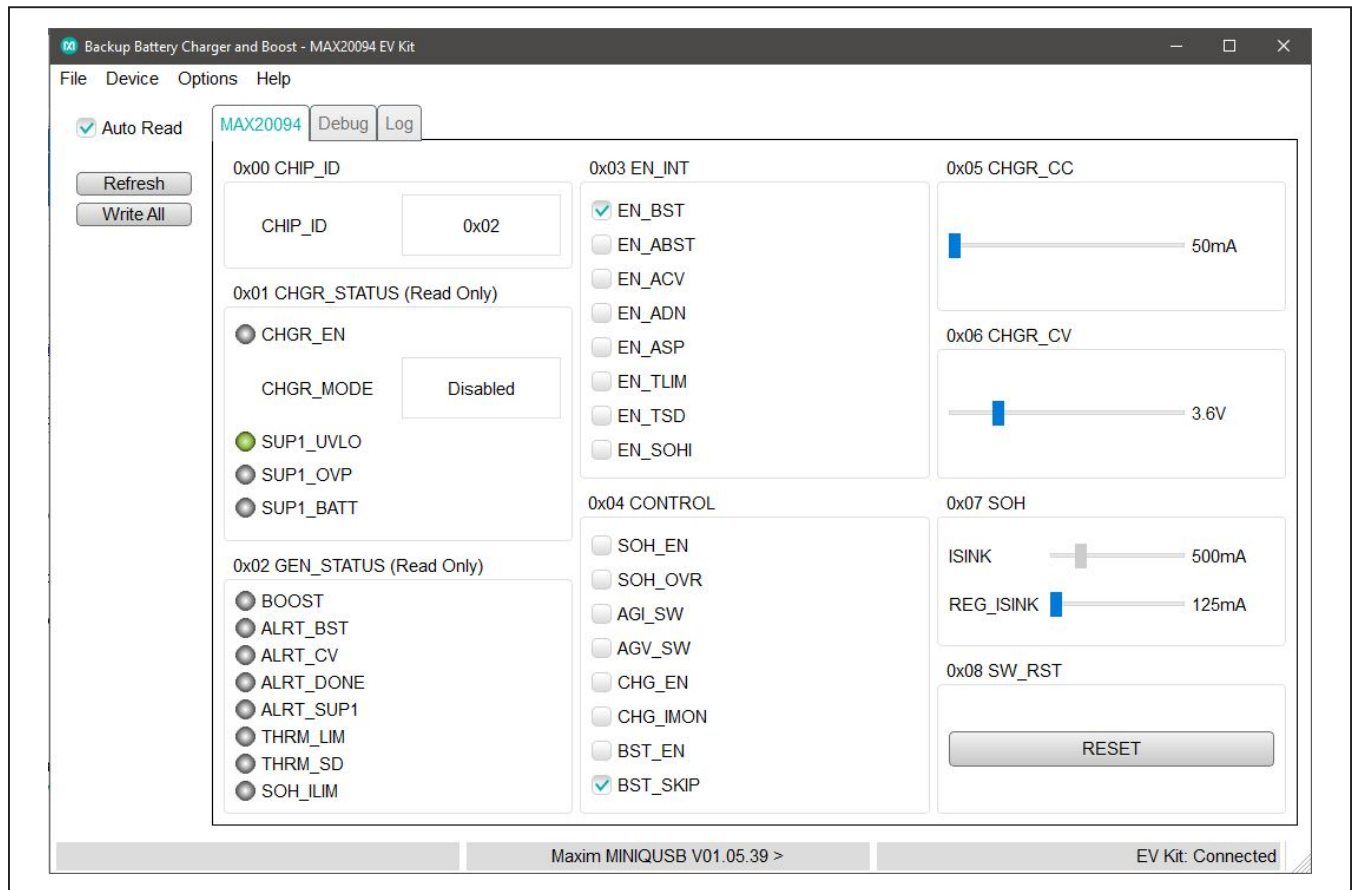 Backup Battery Charger and Boost - MAX20094 EV Kit
File Device Options Help
Auto Read
Refresh
Write All
MAX20094 Debug Log
0x00 CHIP_ID
CHIP_ID 0x02
0x01 CHGR_STATUS (Read Only)
CHGR_EN
CHGR_MODE Disabled
SUP1_UVLO
SUP1_OVP
SUP1_BATT
0x02 GEN_STATUS (Read Only)
BOOST
ALRT_BST
ALRT_CV
ALRT_DONE
ALRT_SUP1
THRM_LIM
THRM_SD
SOH_ILIM
0x03 EN_INT
EN_BST
EN_ABST
EN_ACV
EN_ADN
EN_ASP
EN_TLIM
EN_TSD
EN_SOHI
0x04 CONTROL
SOH_EN
SOH_OVR
AGI_SW
AGV_SW
CHG_EN
CHG_IMON
BST_EN
BST_SKIP
0x05 CHGR_CC
50mA
0x06 CHGR_CV
3.6V
0x07 SOH
ISINK 500mA
REG_ISINK 125mA
0x08 SW_RST
RESET
Maxim MINIQUSB V01.05.39 >
EV Kit: Connected